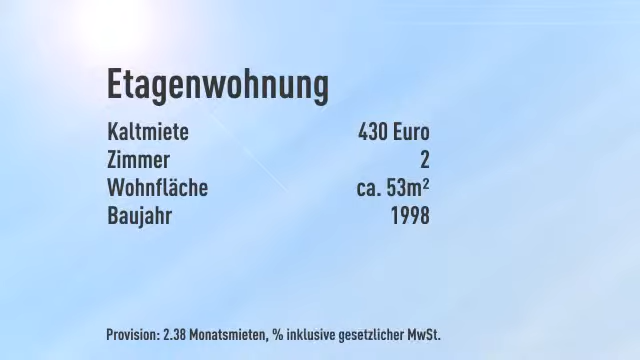 Etagenwohnung
Kaltmiete 430 Euro
Zimmer 2
Wohnfläche ca. 53m²
Baujahr 1998
Provision: 2.38 Monatsmieten, % inklusive gesetzlicher MwSt.